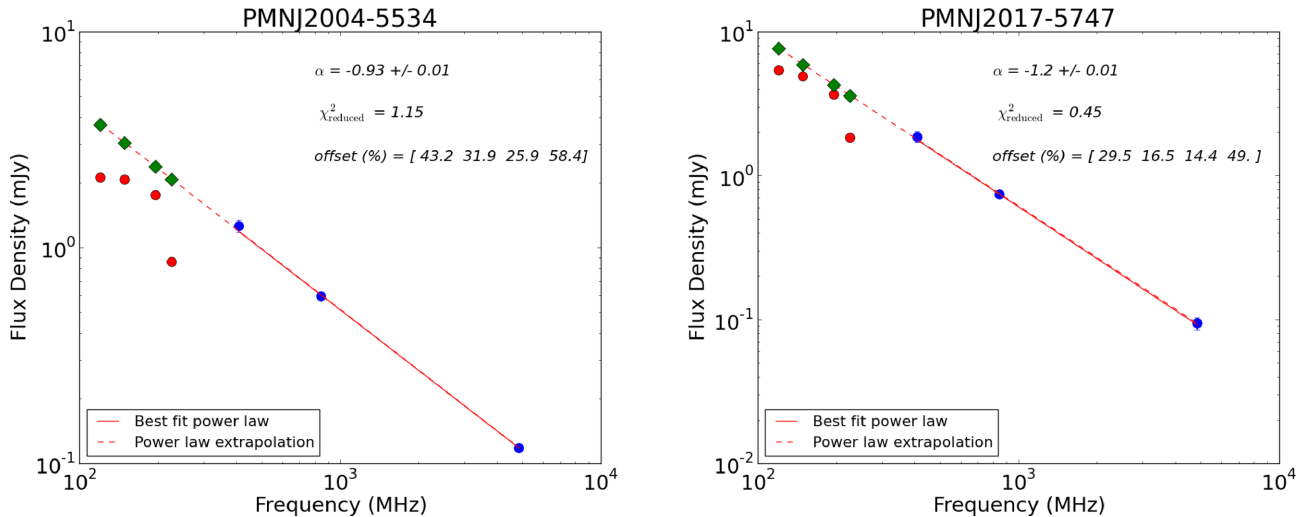 PMNJ2004-5534
α = -0.93 +/- 0.01
χ²reduced = 1.15
offset (%) = [ 43.2 31.9 25.9 58.4]
Flux Density (mJy)
10¹
10⁰
10⁻¹
Best fit power law
Power law extrapolation
10² 10³ 10⁴
Frequency (MHz)
PMNJ2017-5747
α = -1.2 +/- 0.01
χ²reduced = 0.45
offset (%) = [ 29.5 16.5 14.4 49. ]
Flux Density (mJy)
10¹
10⁰
10⁻¹
10⁻²
Best fit power law
Power law extrapolation
10² 10³ 10⁴
Frequency (MHz)